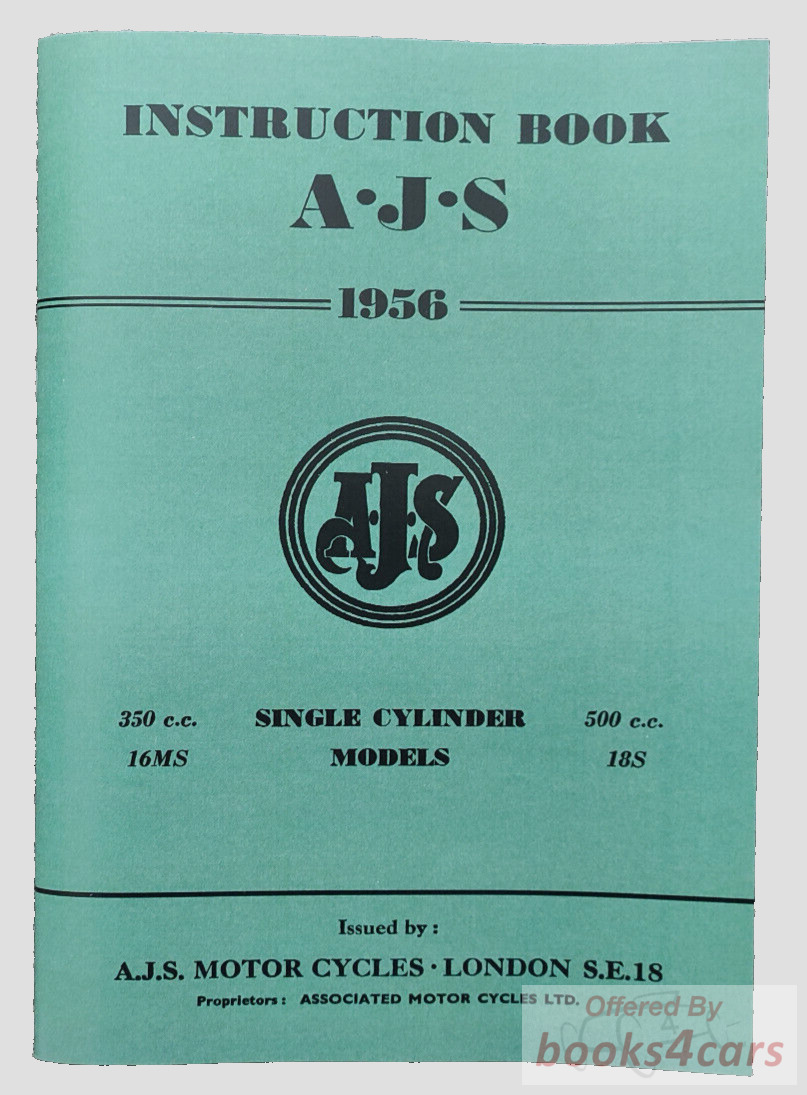 INSTRUCTION BOOK
A·J·S
1956
A·J·S
350 c.c. SINGLE CYLINDER 500 c.c.
16MS MODELS 18S
Issued by :
A.J.S. MOTOR CYCLES · LONDON S.E.18
Proprietors : ASSOCIATED MOTOR CYCLES LTD.
Offered By
books4cars